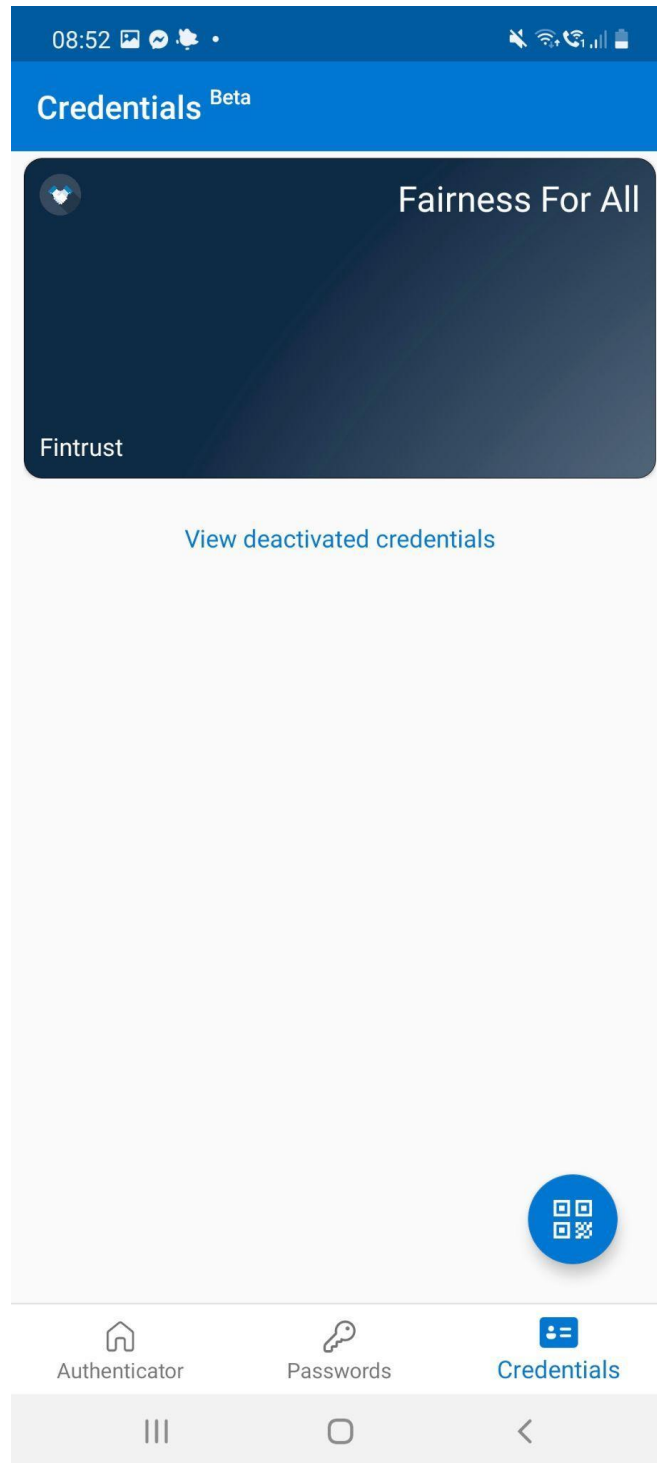 08:52
Credentials Beta
Fairness For All
Fintrust
View deactivated credentials
Authenticator
Passwords
Credentials